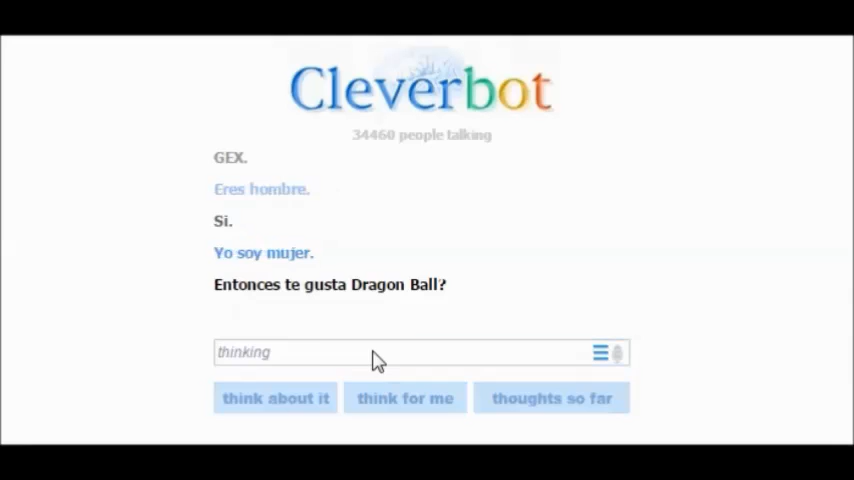 Cleverbot
34460 people talking
GEX.
Eres hombre.
Si.
Yo soy mujer.
Entonces te gusta Dragon Ball?
thinking
think about it think for me thoughts so far